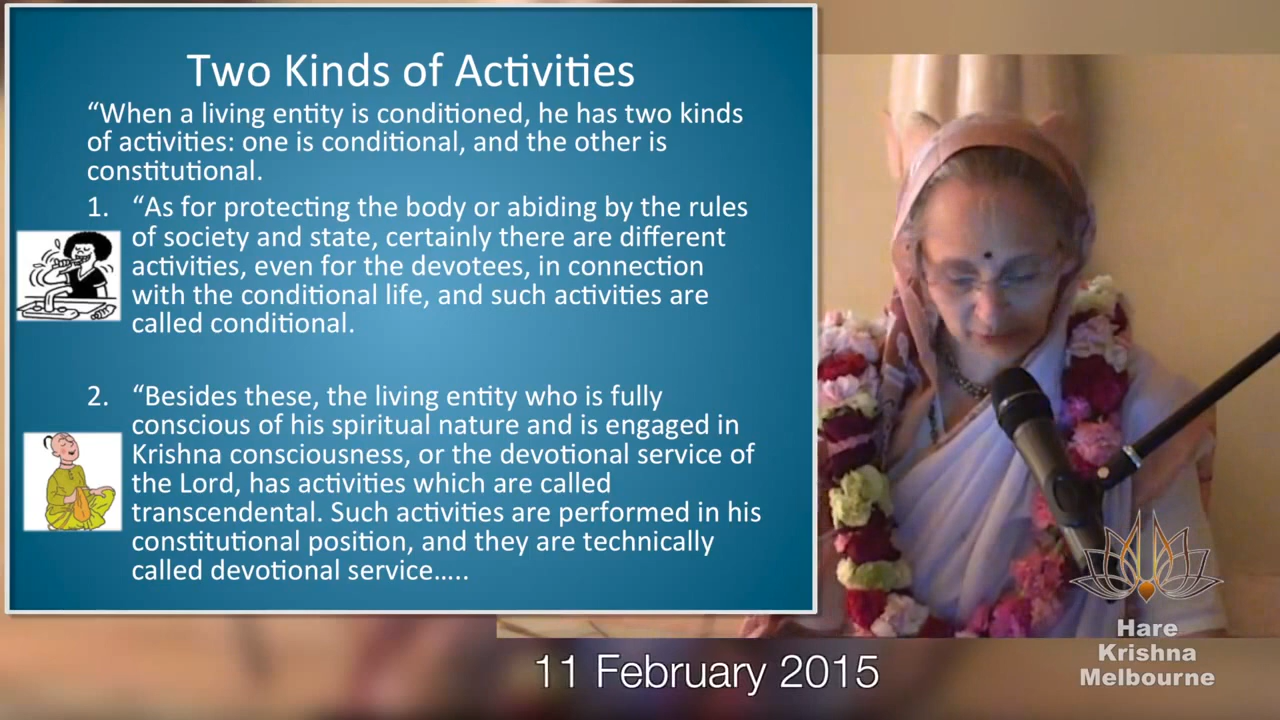 Two Kinds of Activities
“When a living entity is conditioned, he has two kinds
of activities: one is conditional, and the other is
constitutional.
1. “As for protecting the body or abiding by the rules
of society and state, certainly there are different
activities, even for the devotees, in connection
with the conditional life, and such activities are
called conditional.
2. “Besides these, the living entity who is fully
conscious of his spiritual nature and is engaged in
Krishna consciousness, or the devotional service of
the Lord, has activities which are called
transcendental. Such activities are performed in his
constitutional position, and they are technically
called devotional service…..
Hare
Krishna
Melbourne
11 February 2015